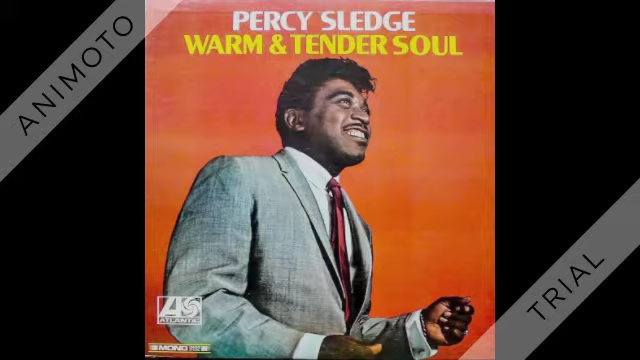 PERCY SLEDGE
WARM & TENDER SOUL
ANIMOTO
TRIAL
ATLANTIC
MONO